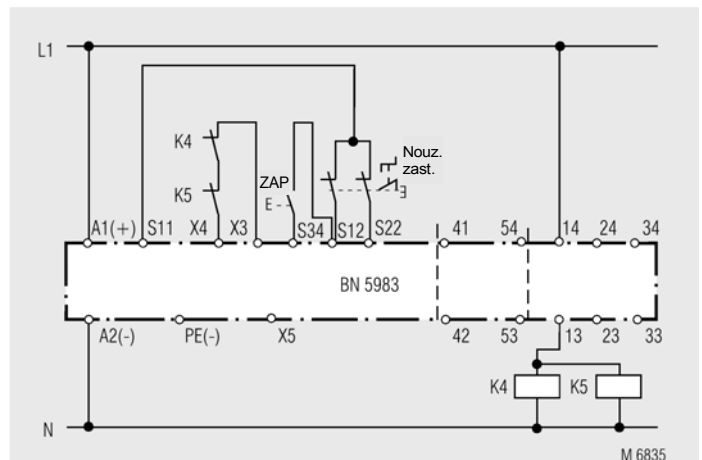 L1
K4
Nouz.
zast.
K5
ZAP
E
A1(+) S11 X4 X3 S34 S12 S22 41 54 14 24 34
BN 5983
A2(-) PE(-) X5 42 53 13 23 33
K4 K5
N
M 6835